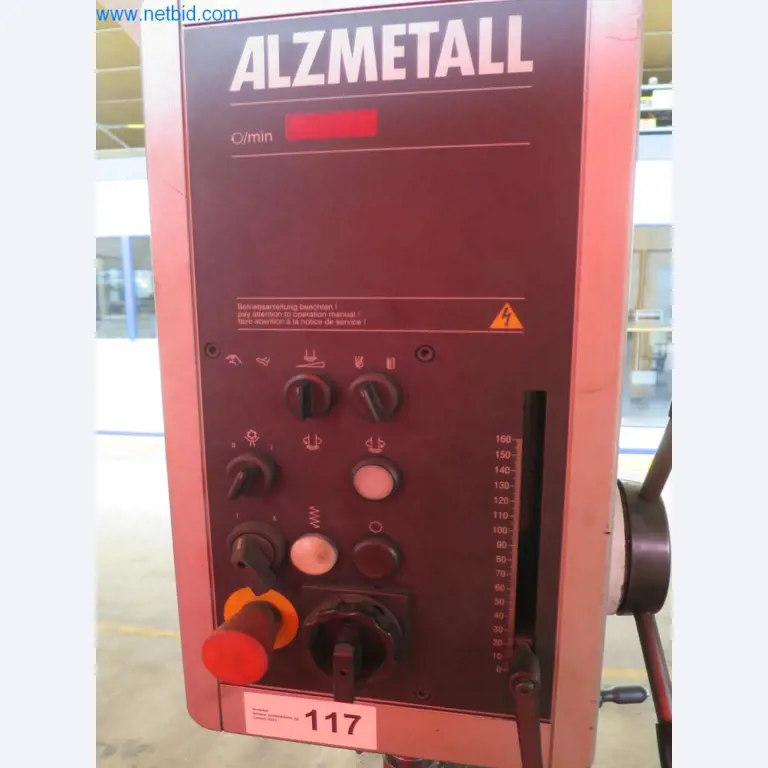 www.netbid.com
ALZMETALL
/min
Betriebsanleitung beachten !
pay attention to operation manual !
faire attention à la notice de service !
0 I
160
150
140
130
120
110
100
90
80
70
60
50
40
30
20
10
0
117